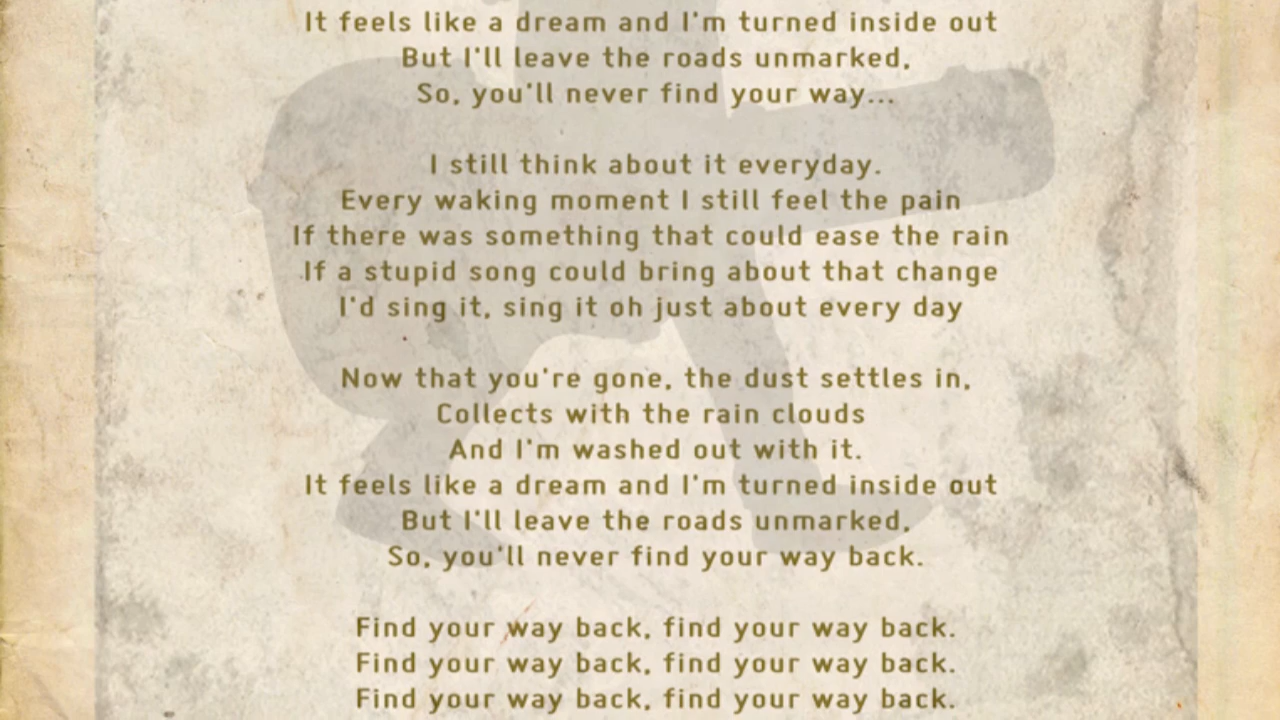 It feels like a dream and I'm turned inside out
But I'll leave the roads unmarked,
So, you'll never find your way...
I still think about it everyday.
Every waking moment I still feel the pain
If there was something that could ease the rain
If a stupid song could bring about that change
I'd sing it, sing it oh just about every day
Now that you're gone, the dust settles in,
Collects with the rain clouds
And I'm washed out with it.
It feels like a dream and I'm turned inside out
But I'll leave the roads unmarked,
So, you'll never find your way back.
Find your way back, find your way back.
Find your way back, find your way back.
Find your way back, find your way back.